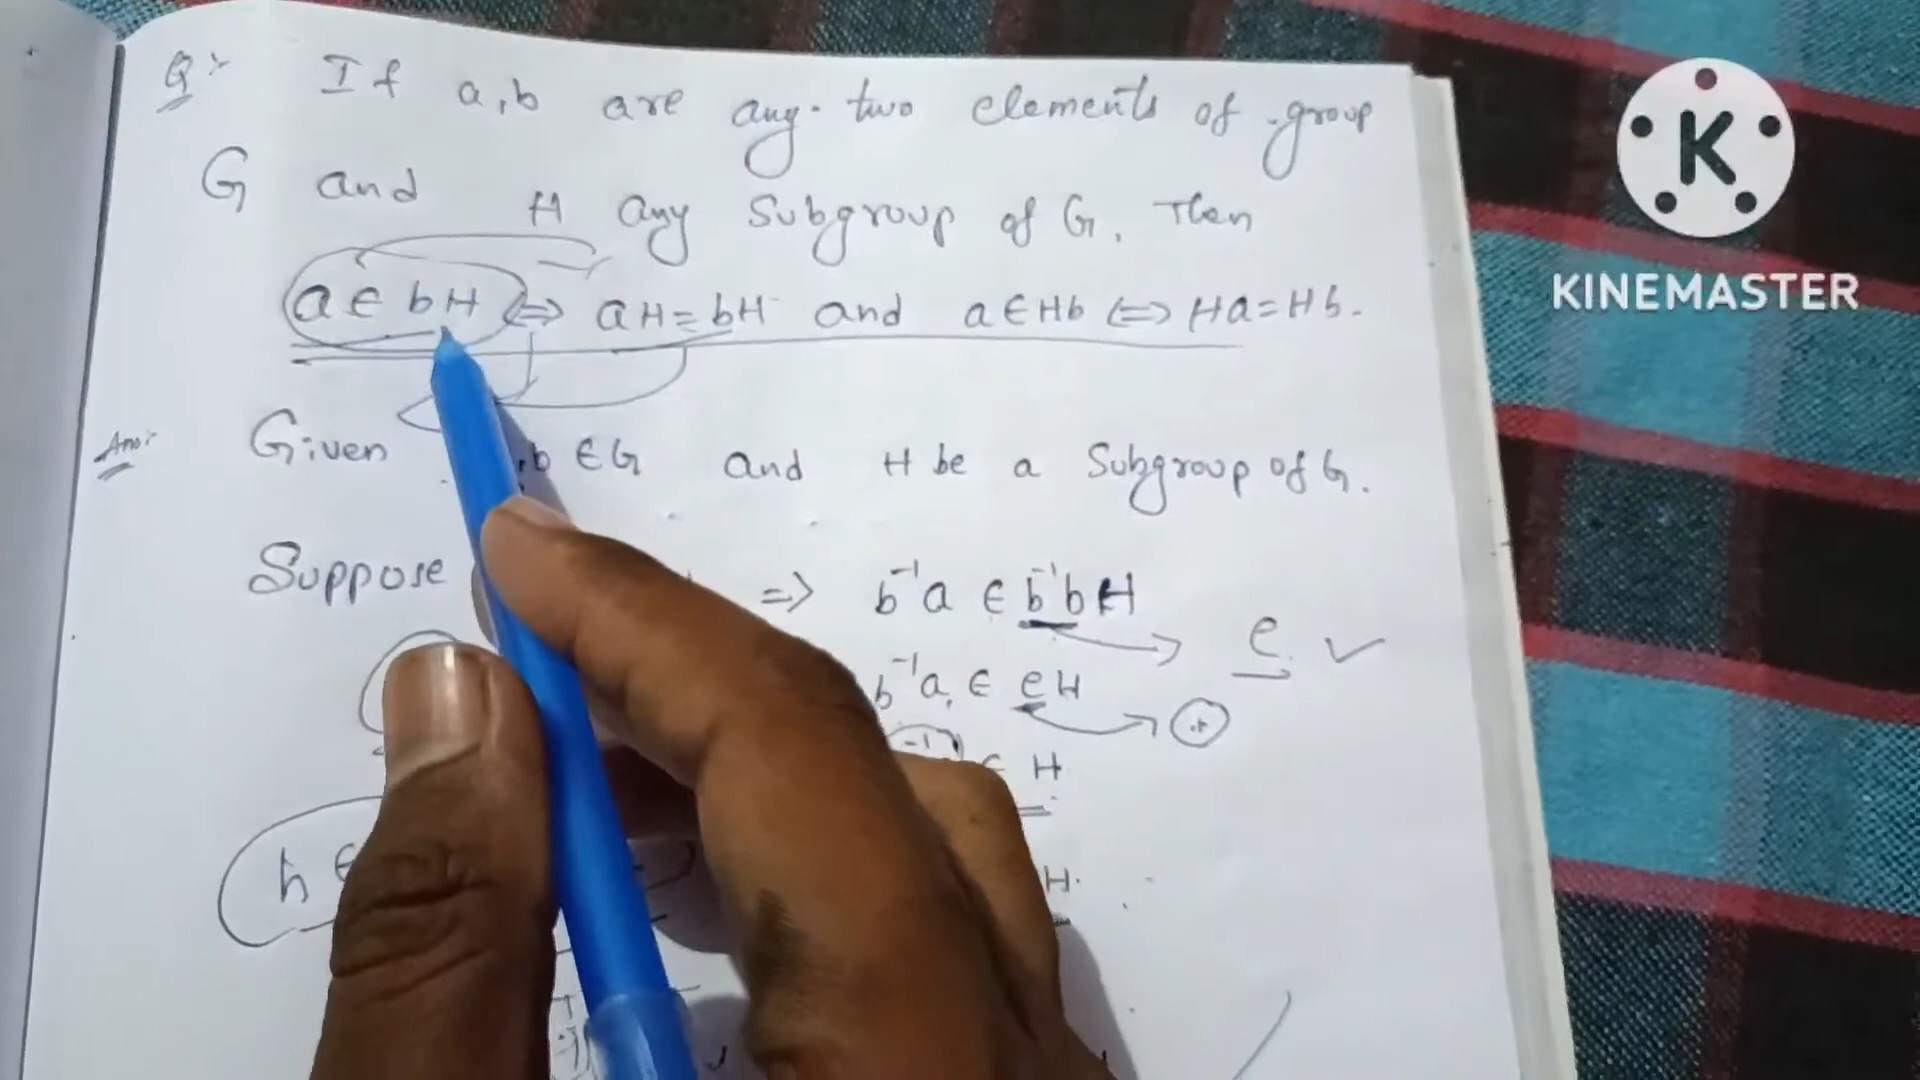 Q:- If a,b are any two elements of group
G and H any Subgroup of G. Then
a ∈ bH ⇔ aH = bH and a ∈ Hb ⇔ Ha = Hb.
Ans:- Given ,b ∈ G and H be a Subgroup of G.
Suppose => b⁻¹a ∈ b⁻¹bH
e ✓
b⁻¹a ∈ eH
⁻¹ ∈ H
h ∈ H.
K
KINEMASTER